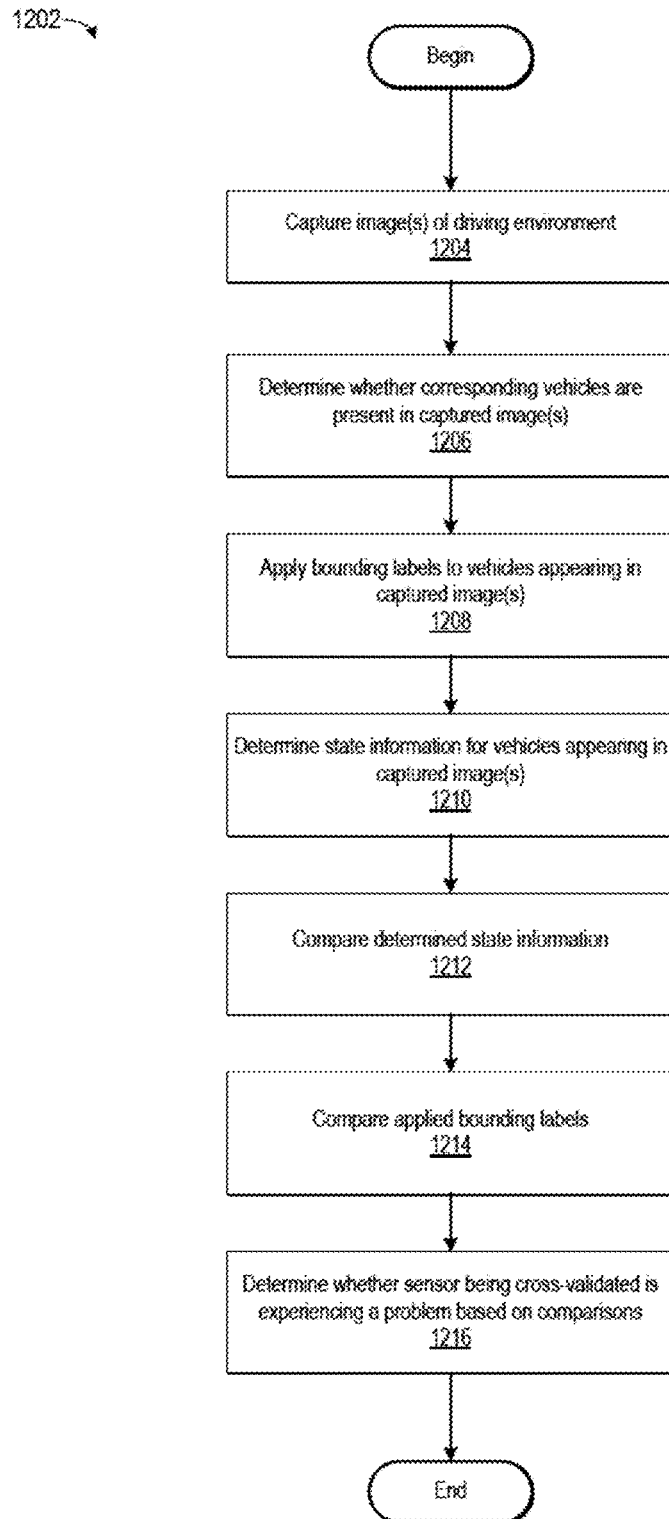 1202
Begin
Capture image(s) of driving environment
1204
Determine whether corresponding vehicles are
present in captured image(s)
1206
Apply bounding labels to vehicles appearing in
captured image(s)
1208
Determine state information for vehicles appearing in
captured image(s)
1210
Compare determined state information
1212
Compare applied bounding labels
1214
Determine whether sensor being cross-validated is
experiencing a problem based on comparisons
1216
End